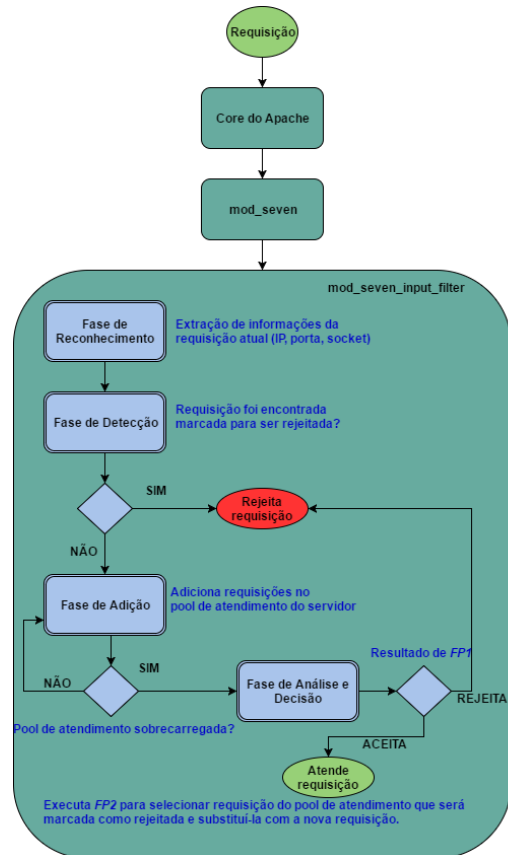 Requisição
Core do Apache
mod_seven
mod_seven_input_filter
Fase de
Reconhecimento
Extração de informações da
requisição atual (IP, porta, socket)
Fase de Detecção
Requisição foi encontrada
marcada para ser rejeitada?
SIM
Rejeita
requisição
NÃO
Fase de Adição
Adiciona requisições no
pool de atendimento do servidor
NÃO
SIM
Pool de atendimento sobrecarregada?
Fase de Análise e
Decisão
Resultado de FP1
REJEITA
ACEITA
Atende
requisição
Executa FP2 para selecionar requisição do pool de atendimento que será
marcada como rejeitada e substituí-la com a nova requisição.